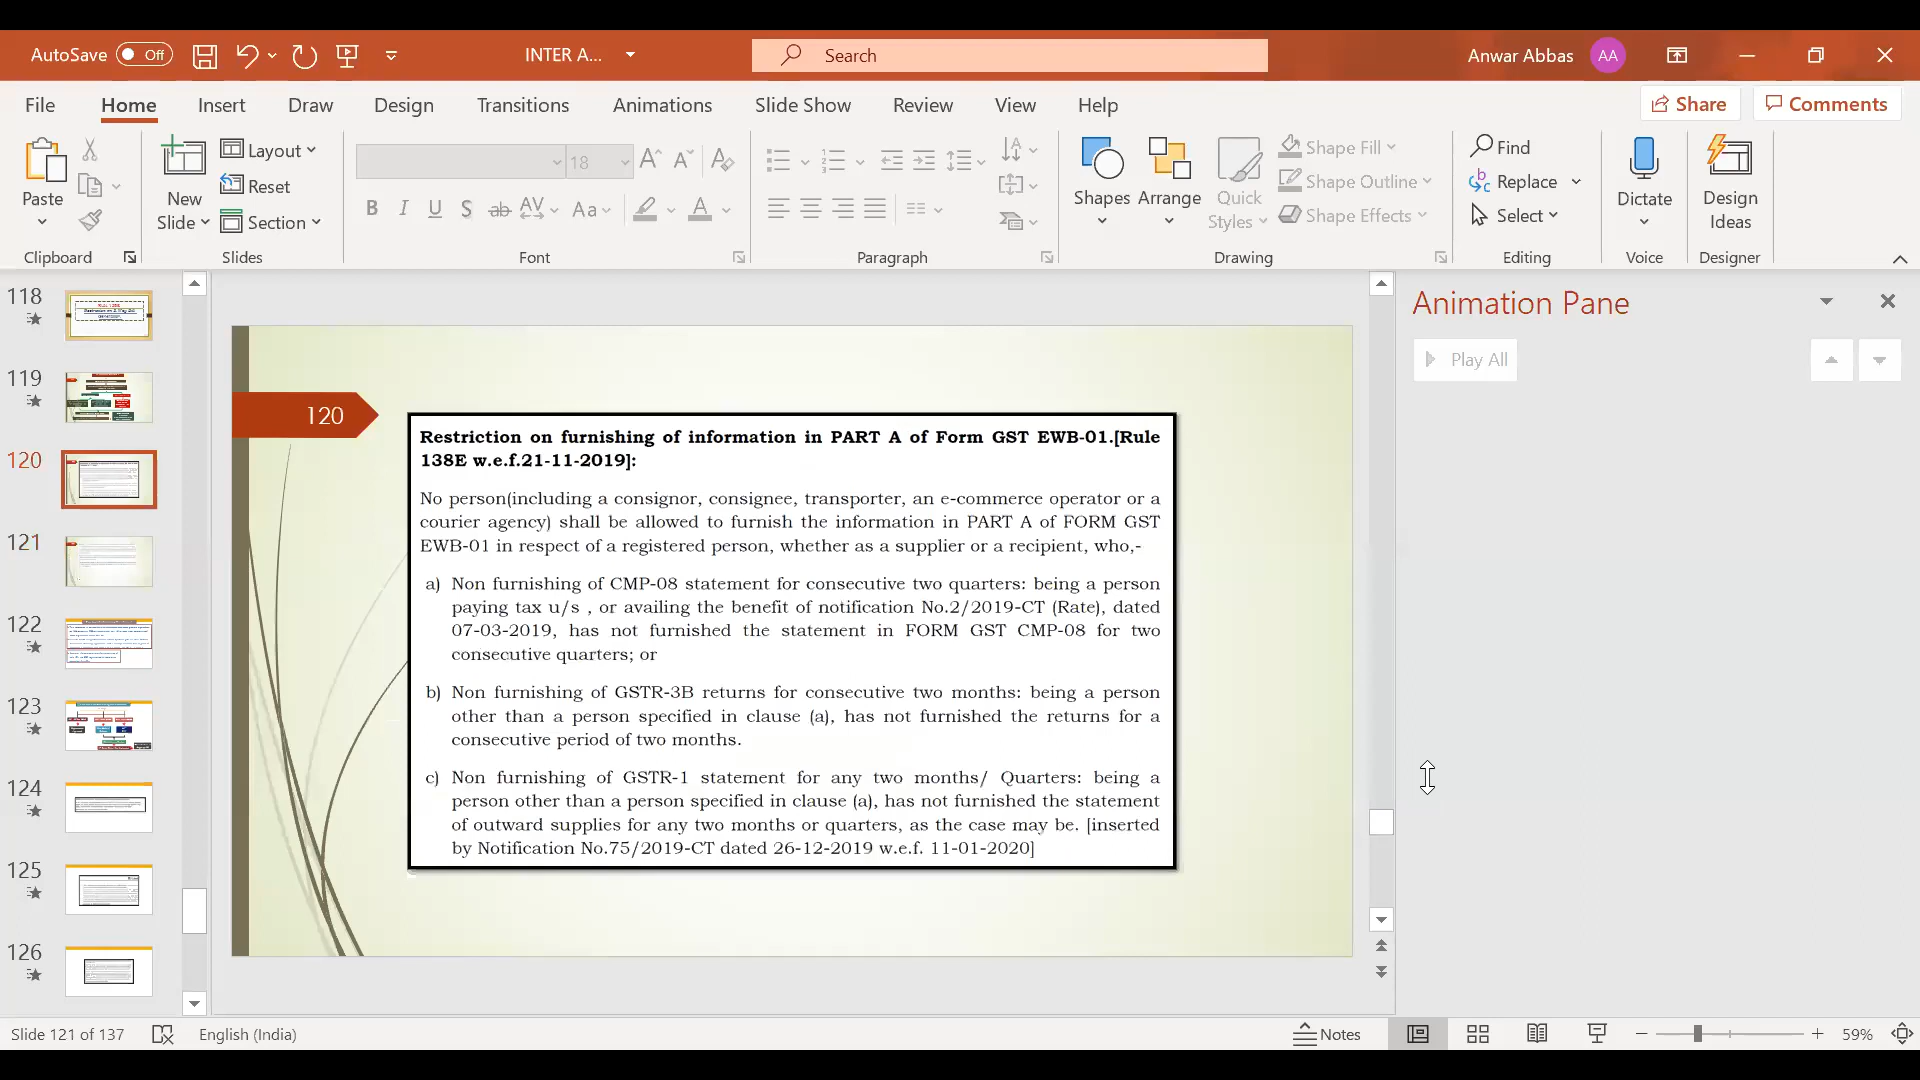 AutoSave Off INTER A... Search Anwar Abbas AA
File Home Insert Draw Design Transitions Animations Slide Show Review View Help Share Comments
Paste New Slide Layout Reset Section 18 Shapes Arrange Quick Styles Shape Fill Shape Outline Shape Effects Find Replace Select Dictate Design Ideas
Clipboard Slides Font Paragraph Drawing Editing Voice Designer
118
119
120
121
122
123
124
125
126
120
Restriction on furnishing of information in PART A of Form GST EWB-01.[Rule
138E w.e.f.21-11-2019]:
No person(including a consignor, consignee, transporter, an e-commerce operator or a
courier agency) shall be allowed to furnish the information in PART A of FORM GST
EWB-01 in respect of a registered person, whether as a supplier or a recipient, who,-
a) Non furnishing of CMP-08 statement for consecutive two quarters: being a person
paying tax u/s , or availing the benefit of notification No.2/2019-CT (Rate), dated
07-03-2019, has not furnished the statement in FORM GST CMP-08 for two
consecutive quarters; or
b) Non furnishing of GSTR-3B returns for consecutive two months: being a person
other than a person specified in clause (a), has not furnished the returns for a
consecutive period of two months.
c) Non furnishing of GSTR-1 statement for any two months/ Quarters: being a
person other than a person specified in clause (a), has not furnished the statement
of outward supplies for any two months or quarters, as the case may be. [inserted
by Notification No.75/2019-CT dated 26-12-2019 w.e.f. 11-01-2020]
Animation Pane
Play All
Slide 121 of 137 English (India) Notes 59%